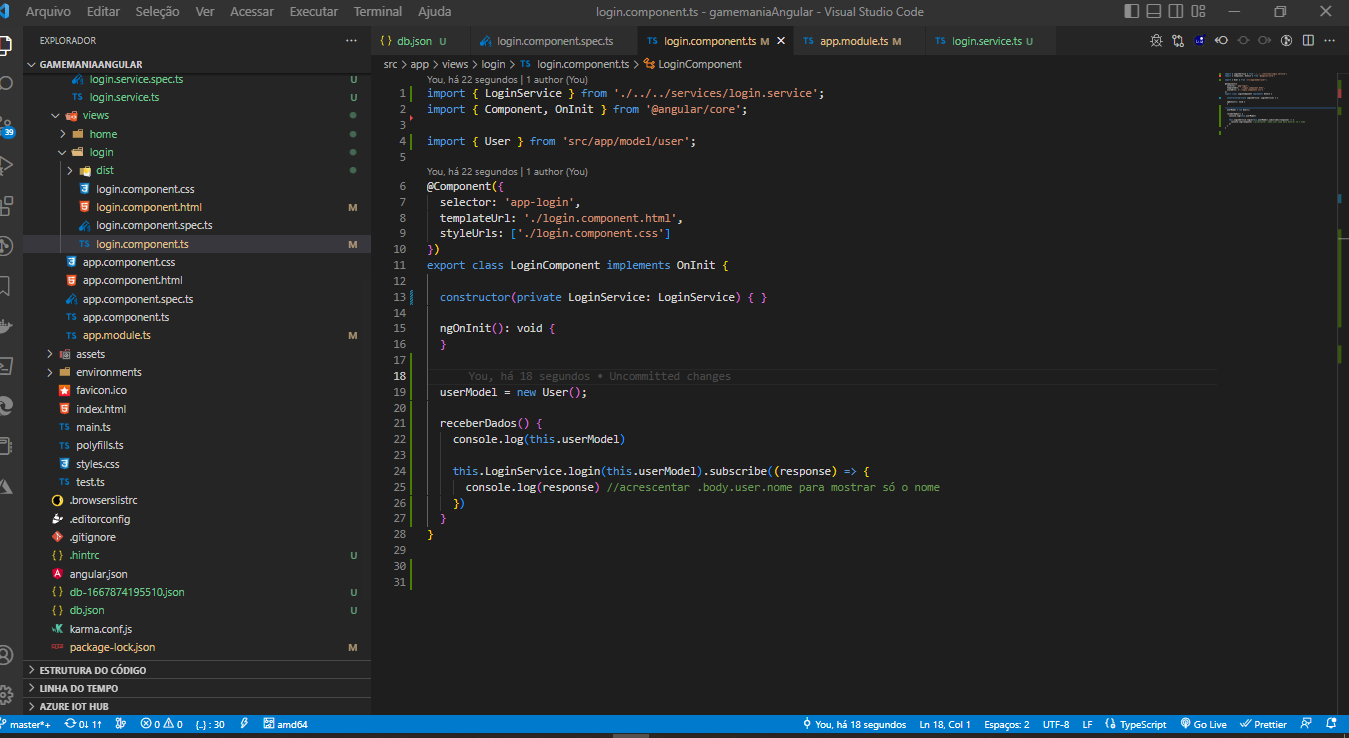 Arquivo Editar Seleção Ver Acessar Executar Terminal Ajuda
login.component.ts - gamemaniaAngular - Visual Studio Code
EXPLORADOR
GAMEMANIAANGULAR
login.service.spec.ts U
login.service.ts U
views
home
login
dist
login.component.css
login.component.html M
login.component.spec.ts
login.component.ts M
app.component.css
app.component.html
app.component.spec.ts
app.component.ts
app.module.ts M
assets
environments
favicon.ico
index.html
main.ts
polyfills.ts
styles.css
test.ts
.browserslistrc
.editorconfig
.gitignore
.hintrc U
angular.json
db-1667874195510.json U
db.json U
karma.conf.js
package-lock.json M
ESTRUTURA DO CÓDIGO
LINHA DO TEMPO
AZURE IOT HUB
39
db.json U login.component.spec.ts login.component.ts M app.module.ts M login.service.ts U
src > app > views > login > TS login.component.ts > LoginComponent
You, há 22 segundos | 1 author (You)
1 import { LoginService } from './../../services/login.service';
2 import { Component, OnInit } from '@angular/core';
3
4 import { User } from 'src/app/model/user';
5
You, há 22 segundos | 1 author (You)
6 @Component({
7 selector: 'app-login',
8 templateUrl: './login.component.html',
9 styleUrls: ['./login.component.css']
10 })
11 export class LoginComponent implements OnInit {
12
13 constructor(private LoginService: LoginService) { }
14
15 ngOnInit(): void {
16 }
17
18 You, há 18 segundos • Uncommitted changes
19 userModel = new User();
20
21 receberDados() {
22 console.log(this.userModel)
23
24 this.LoginService.login(this.userModel).subscribe((response) => {
25 console.log(response) //acrescentar .body.user.nome para mostrar só o nome
26 })
27 }
28 }
29
30
31
master*+ 0↓ 1↑ 0 0 {..} : 30 amd64 You, há 18 segundos Ln 18, Col 1 Espaços: 2 UTF-8 LF TypeScript Go Live Prettier